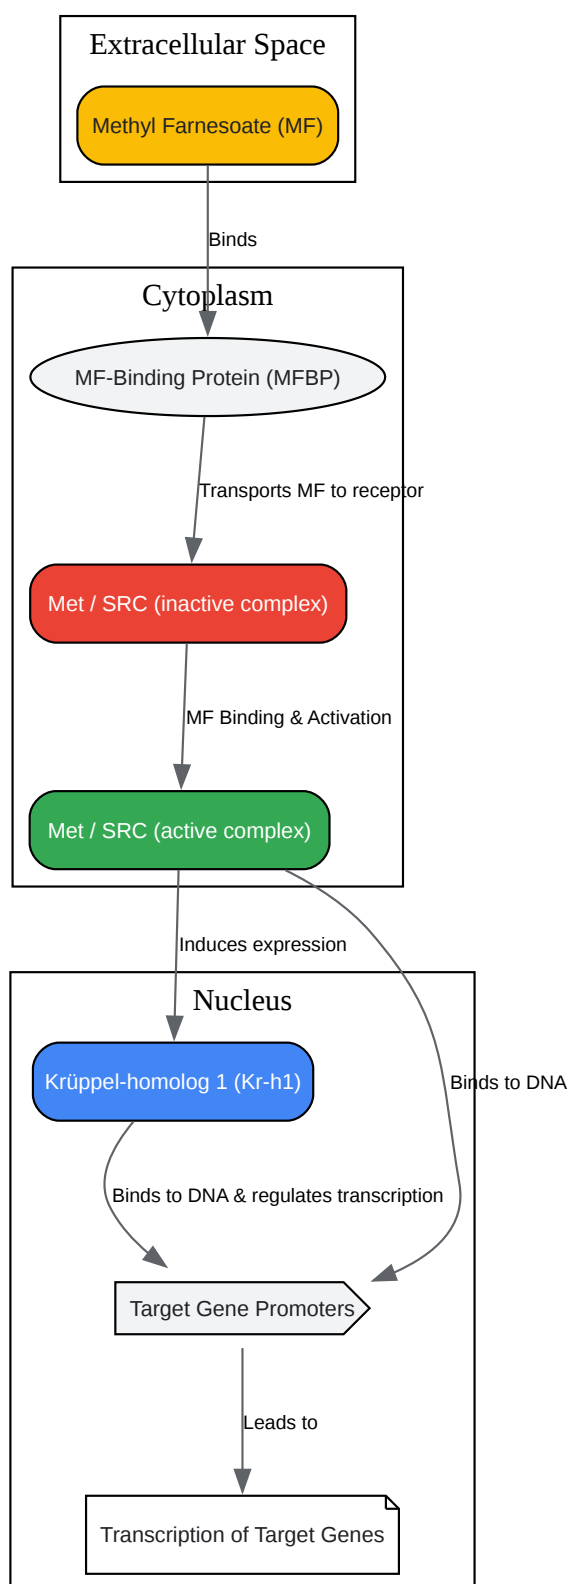 Extracellular Space
Methyl Farnesoate (MF)
Binds
Cytoplasm
MF-Binding Protein (MFBP)
Transports MF to receptor
Met / SRC (inactive complex)
MF Binding & Activation
Met / SRC (active complex)
Induces expression
Nucleus
Krüppel-homolog 1 (Kr-h1)
Binds to DNA
Binds to DNA & regulates transcription
Target Gene Promoters
Leads to
Transcription of Target Genes